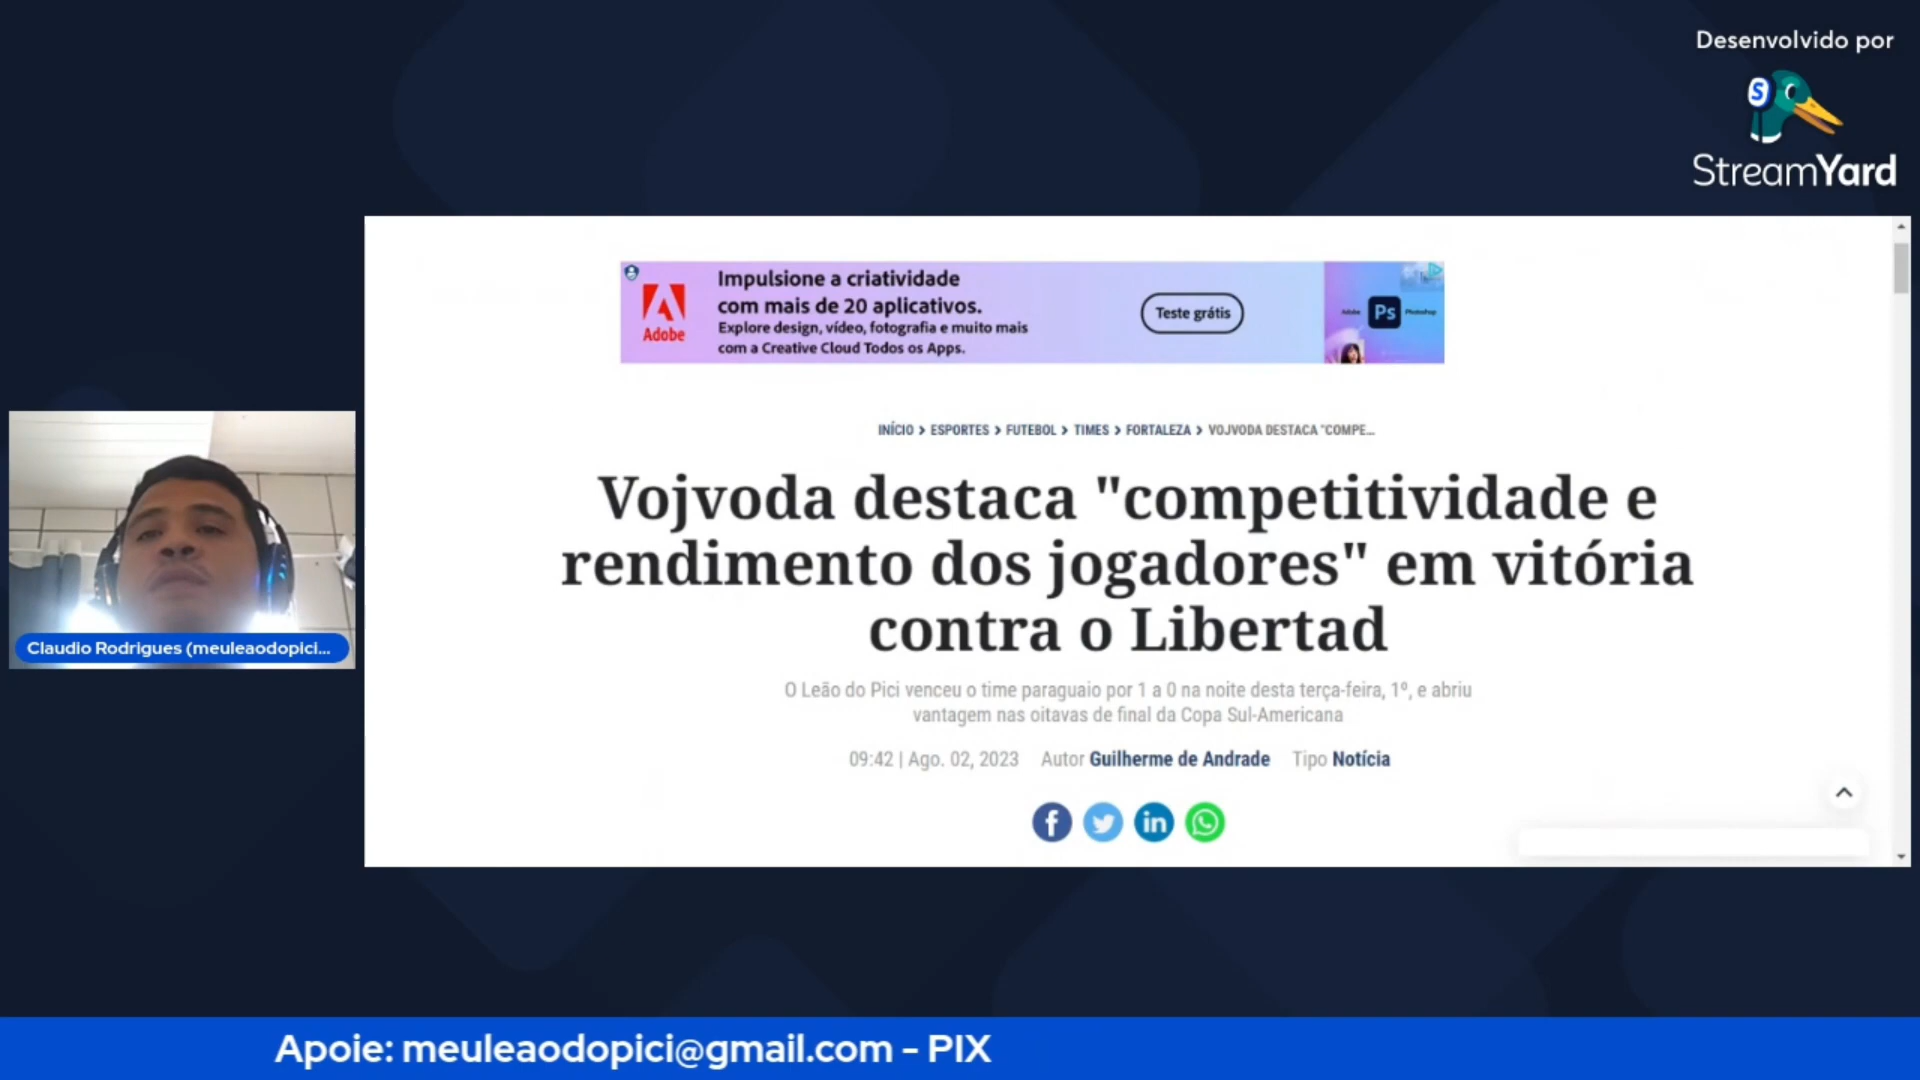 Desenvolvido por
StreamYard
Impulsione a criatividade
com mais de 20 aplicativos.
Explore design, vídeo, fotografia e muito mais
com a Creative Cloud Todos os Apps.
Adobe
Teste grátis
Adobe Ps Photoshop
INÍCIO > ESPORTES > FUTEBOL > TIMES > FORTALEZA > VOJVODA DESTACA "COMPE...
Vojvoda destaca "competitividade e
rendimento dos jogadores" em vitória
contra o Libertad
O Leão do Pici venceu o time paraguaio por 1 a 0 na noite desta terça-feira, 1º, e abriu
vantagem nas oitavas de final da Copa Sul-Americana
09:42 | Ago. 02, 2023 Autor Guilherme de Andrade Tipo Notícia
Claudio Rodrigues (meuleaodopici...
Apoie: meuleaodopici@gmail.com - PIX